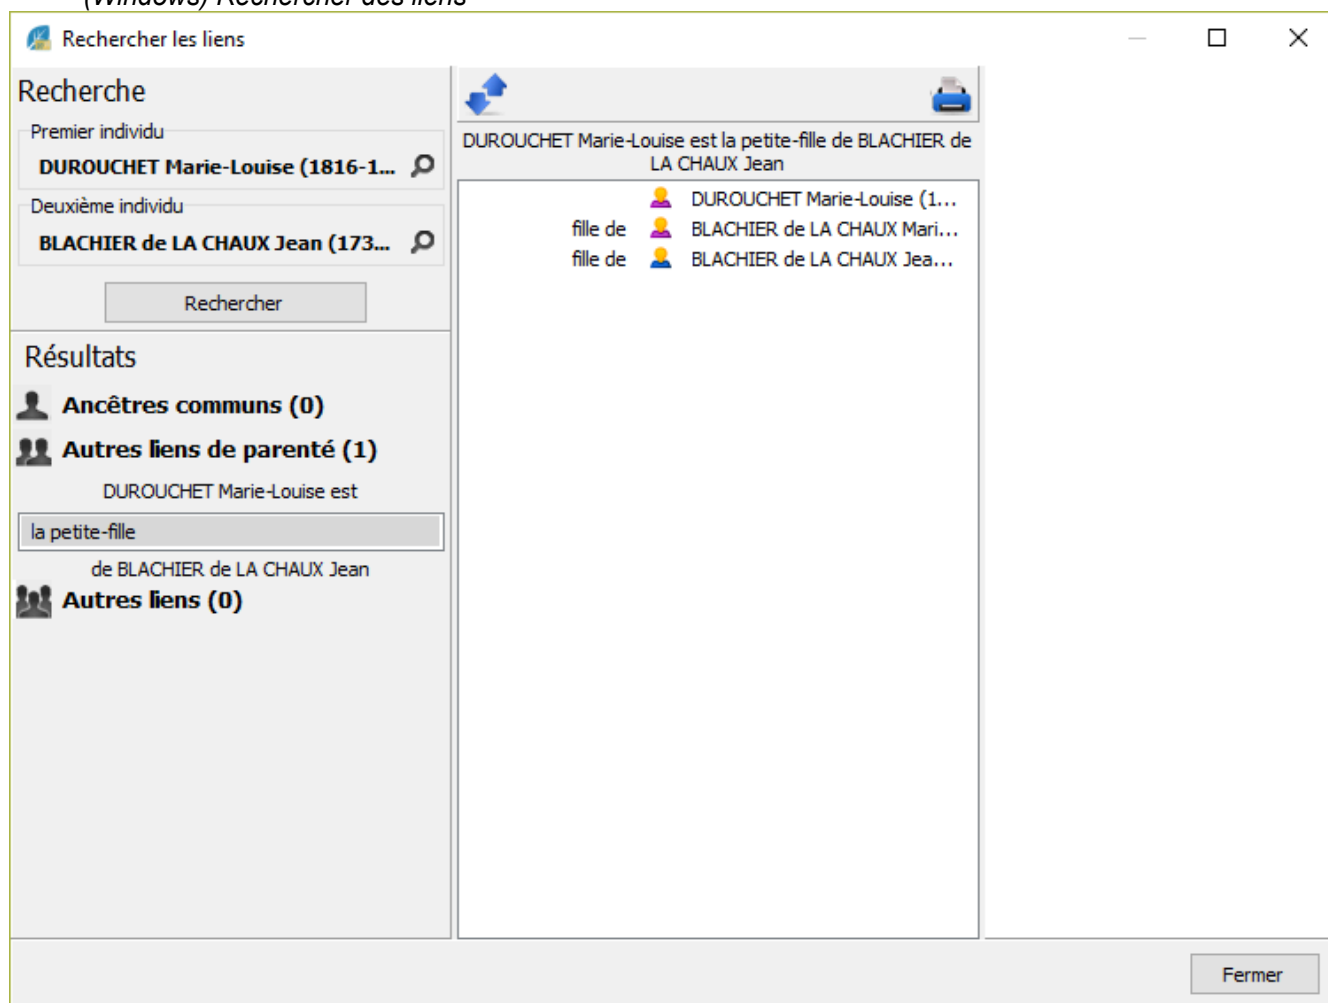 (Windows) Rechercher des liens
Rechercher les liens
Recherche
Premier individu
DUROUCHET Marie-Louise (1816-1...
Deuxième individu
BLACHIER de LA CHAUX Jean (173...
Rechercher
Résultats
Ancêtres communs (0)
Autres liens de parenté (1)
DUROUCHET Marie-Louise est
la petite-fille
de BLACHIER de LA CHAUX Jean
Autres liens (0)
DUROUCHET Marie-Louise est la petite-fille de BLACHIER de
LA CHAUX Jean
DUROUCHET Marie-Louise (1...
fille de BLACHIER de LA CHAUX Mari...
fille de BLACHIER de LA CHAUX Jea...
Fermer